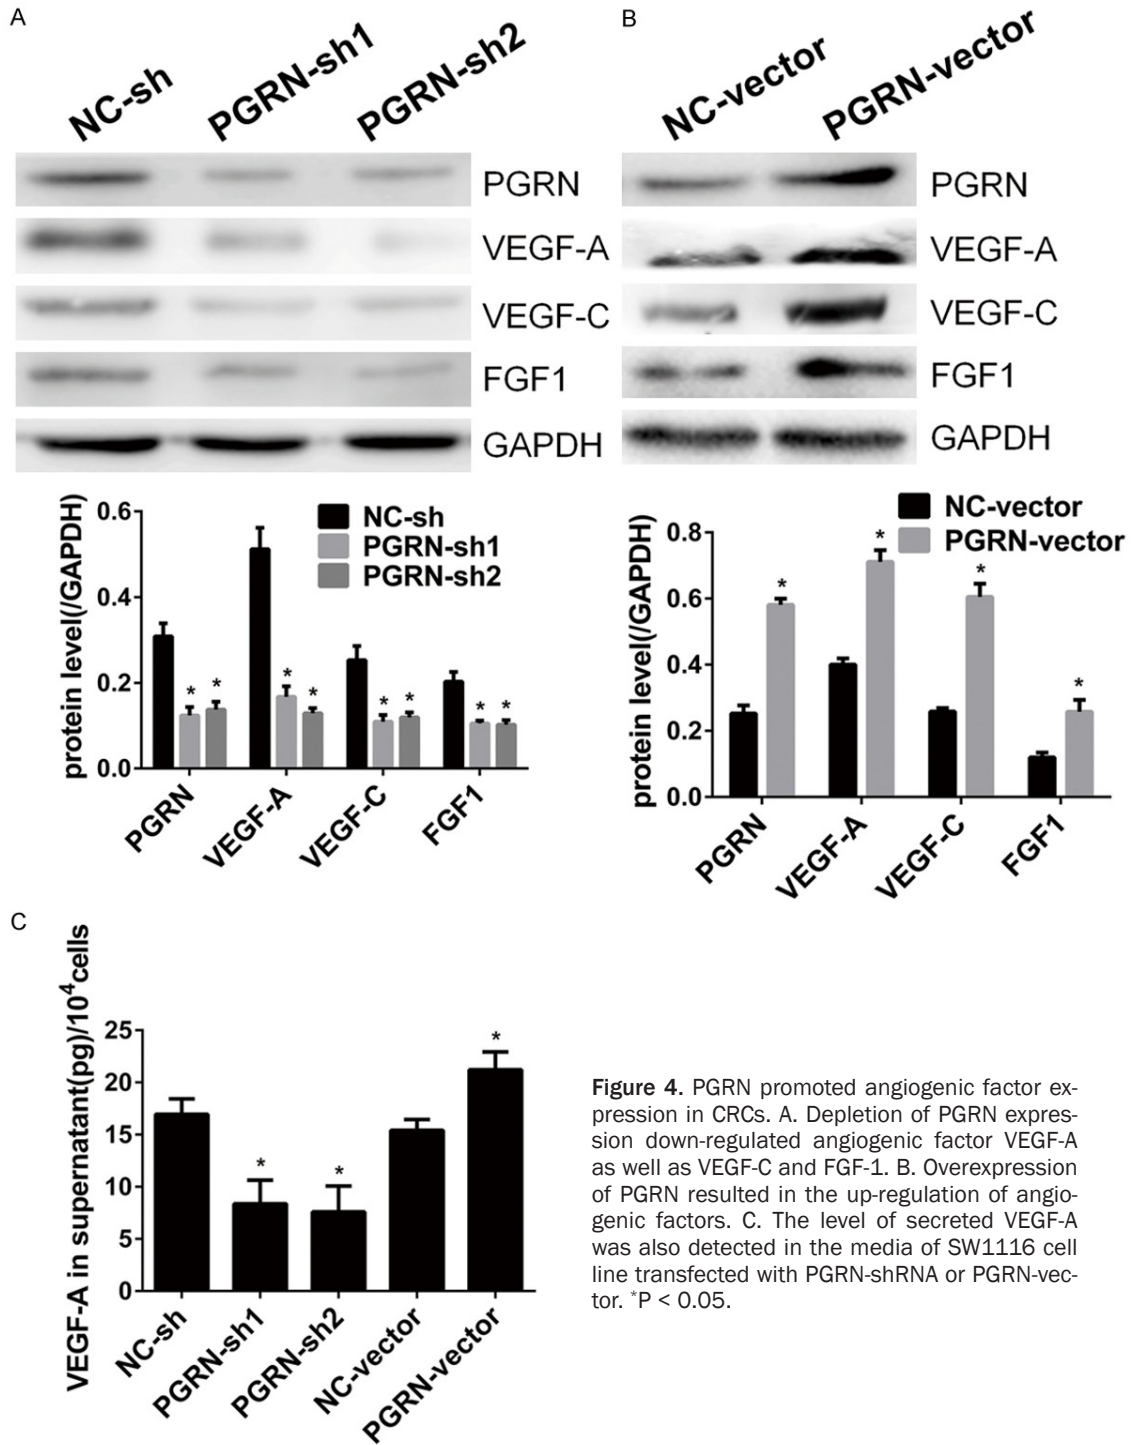 A
NC-sh
PGRN-sh1
PGRN-sh2
PGRN
VEGF-A
VEGF-C
FGF1
GAPDH
protein level(/GAPDH)
0.6
0.4
0.2
0.0
NC-sh
PGRN-sh1
PGRN-sh2
* *
* *
* *
* *
PGRN
VEGF-A
VEGF-C
FGF1
B
NC-vector
PGRN-vector
PGRN
VEGF-A
VEGF-C
FGF1
GAPDH
protein level(/GAPDH)
0.8
0.6
0.4
0.2
0.0
NC-vector
PGRN-vector
*
*
*
*
PGRN
VEGF-A
VEGF-C
FGF1
C
VEGF-A in supernatant(pg)/10⁴cells
25
20
15
10
5
0
*
*
*
NC-sh
PGRN-sh1
PGRN-sh2
NC-vector
PGRN-vector
Figure 4. PGRN promoted angiogenic factor ex-
pression in CRCs. A. Depletion of PGRN expres-
sion down-regulated angiogenic factor VEGF-A
as well as VEGF-C and FGF-1. B. Overexpression
of PGRN resulted in the up-regulation of angio-
genic factors. C. The level of secreted VEGF-A
was also detected in the media of SW1116 cell
line transfected with PGRN-shRNA or PGRN-vec-
tor. *P < 0.05.